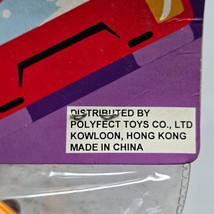 DISTRIBUTED BY
POLYFECT TOYS CO., LTD
KOWLOON, HONG KONG
MADE IN CHINA